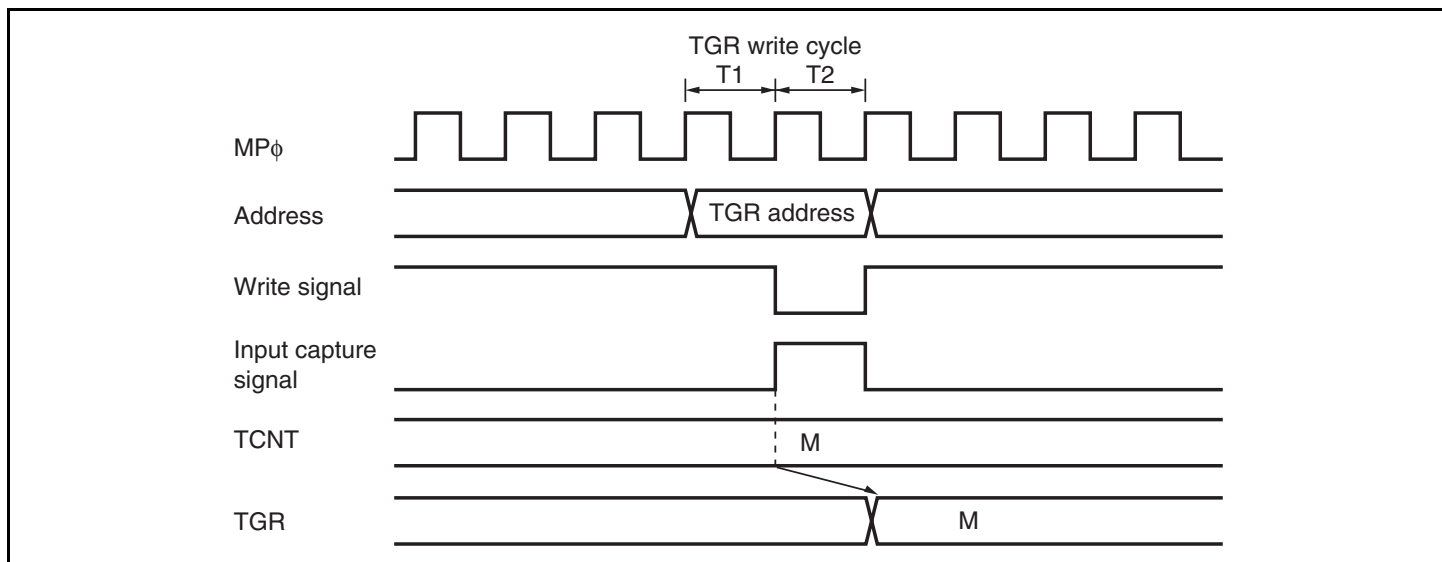 TGR write cycle
T1 T2
MPϕ
Address
TGR address
Write signal
Input capture
signal
TCNT
M
TGR
M